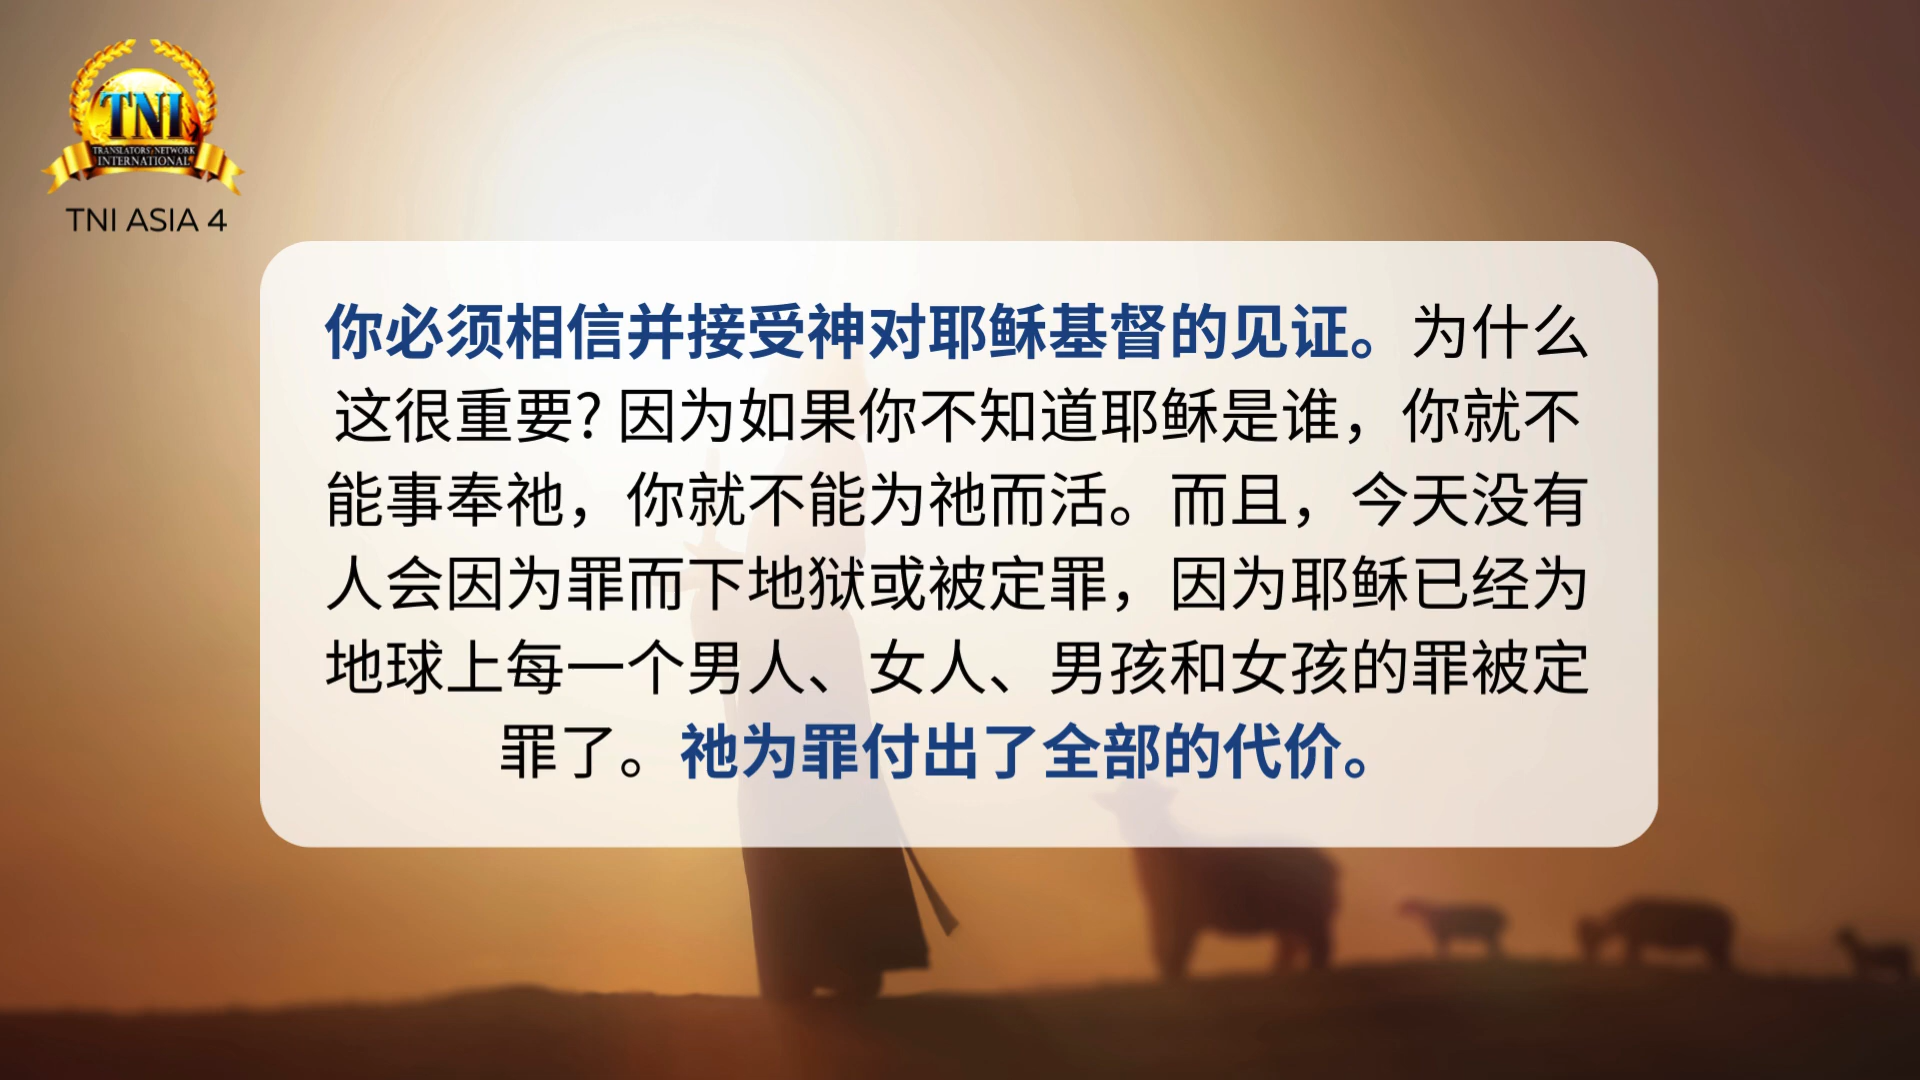 TNI
TRANSLATORS' NETWORK
INTERNATIONAL
TNI ASIA 4
你必须相信并接受神对耶稣基督的见证。为什么
这很重要? 因为如果你不知道耶稣是谁，你就不
能事奉祂，你就不能为祂而活。而且，今天没有
人会因为罪而下地狱或被定罪，因为耶稣已经为
地球上每一个男人、女人、男孩和女孩的罪被定
罪了。祂为罪付出了全部的代价。